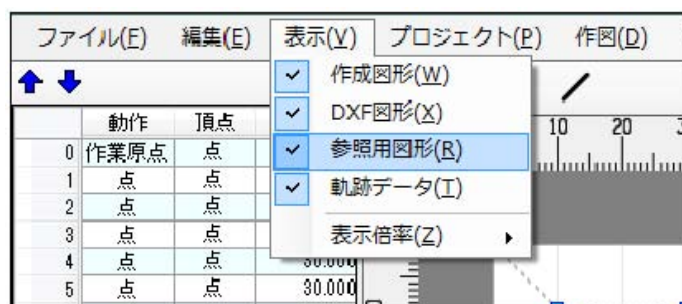 ファイル(F) 編集(E) 表示(V) プロジェクト(P) 作図(D)
作成図形(W)
DXF図形(X)
参照用図形(R)
軌跡データ(T)
表示倍率(Z)
動作 頂点
0 作業原点 点
1 点 点
2 点 点
3 点 点
4 点 点 30.000
5 点 点 30.000
10 20